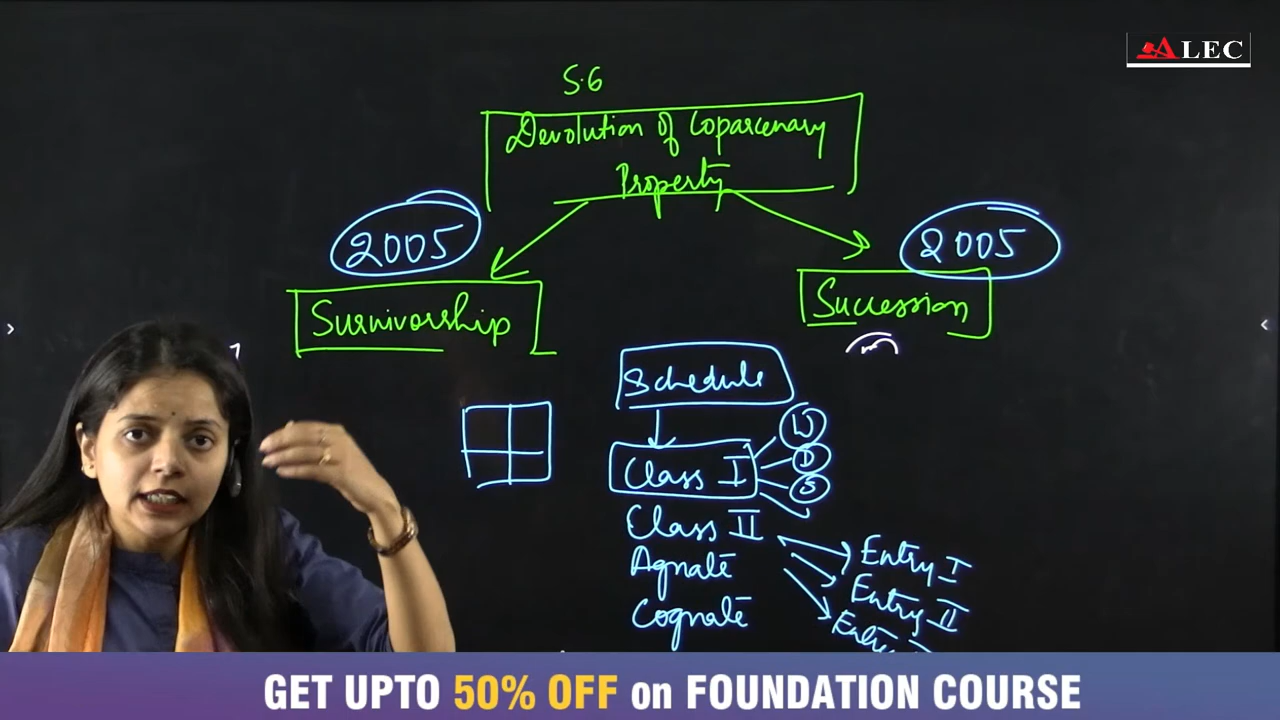 ALEC
S.6
Devolution of Coparcenary
Property
2005
2005
Survivorship
Succession
Schedule
W
Class I
D
S
Class II
Entry I
Agnate
Entry II
Cognate
GET UPTO 50% OFF on FOUNDATION COURSE